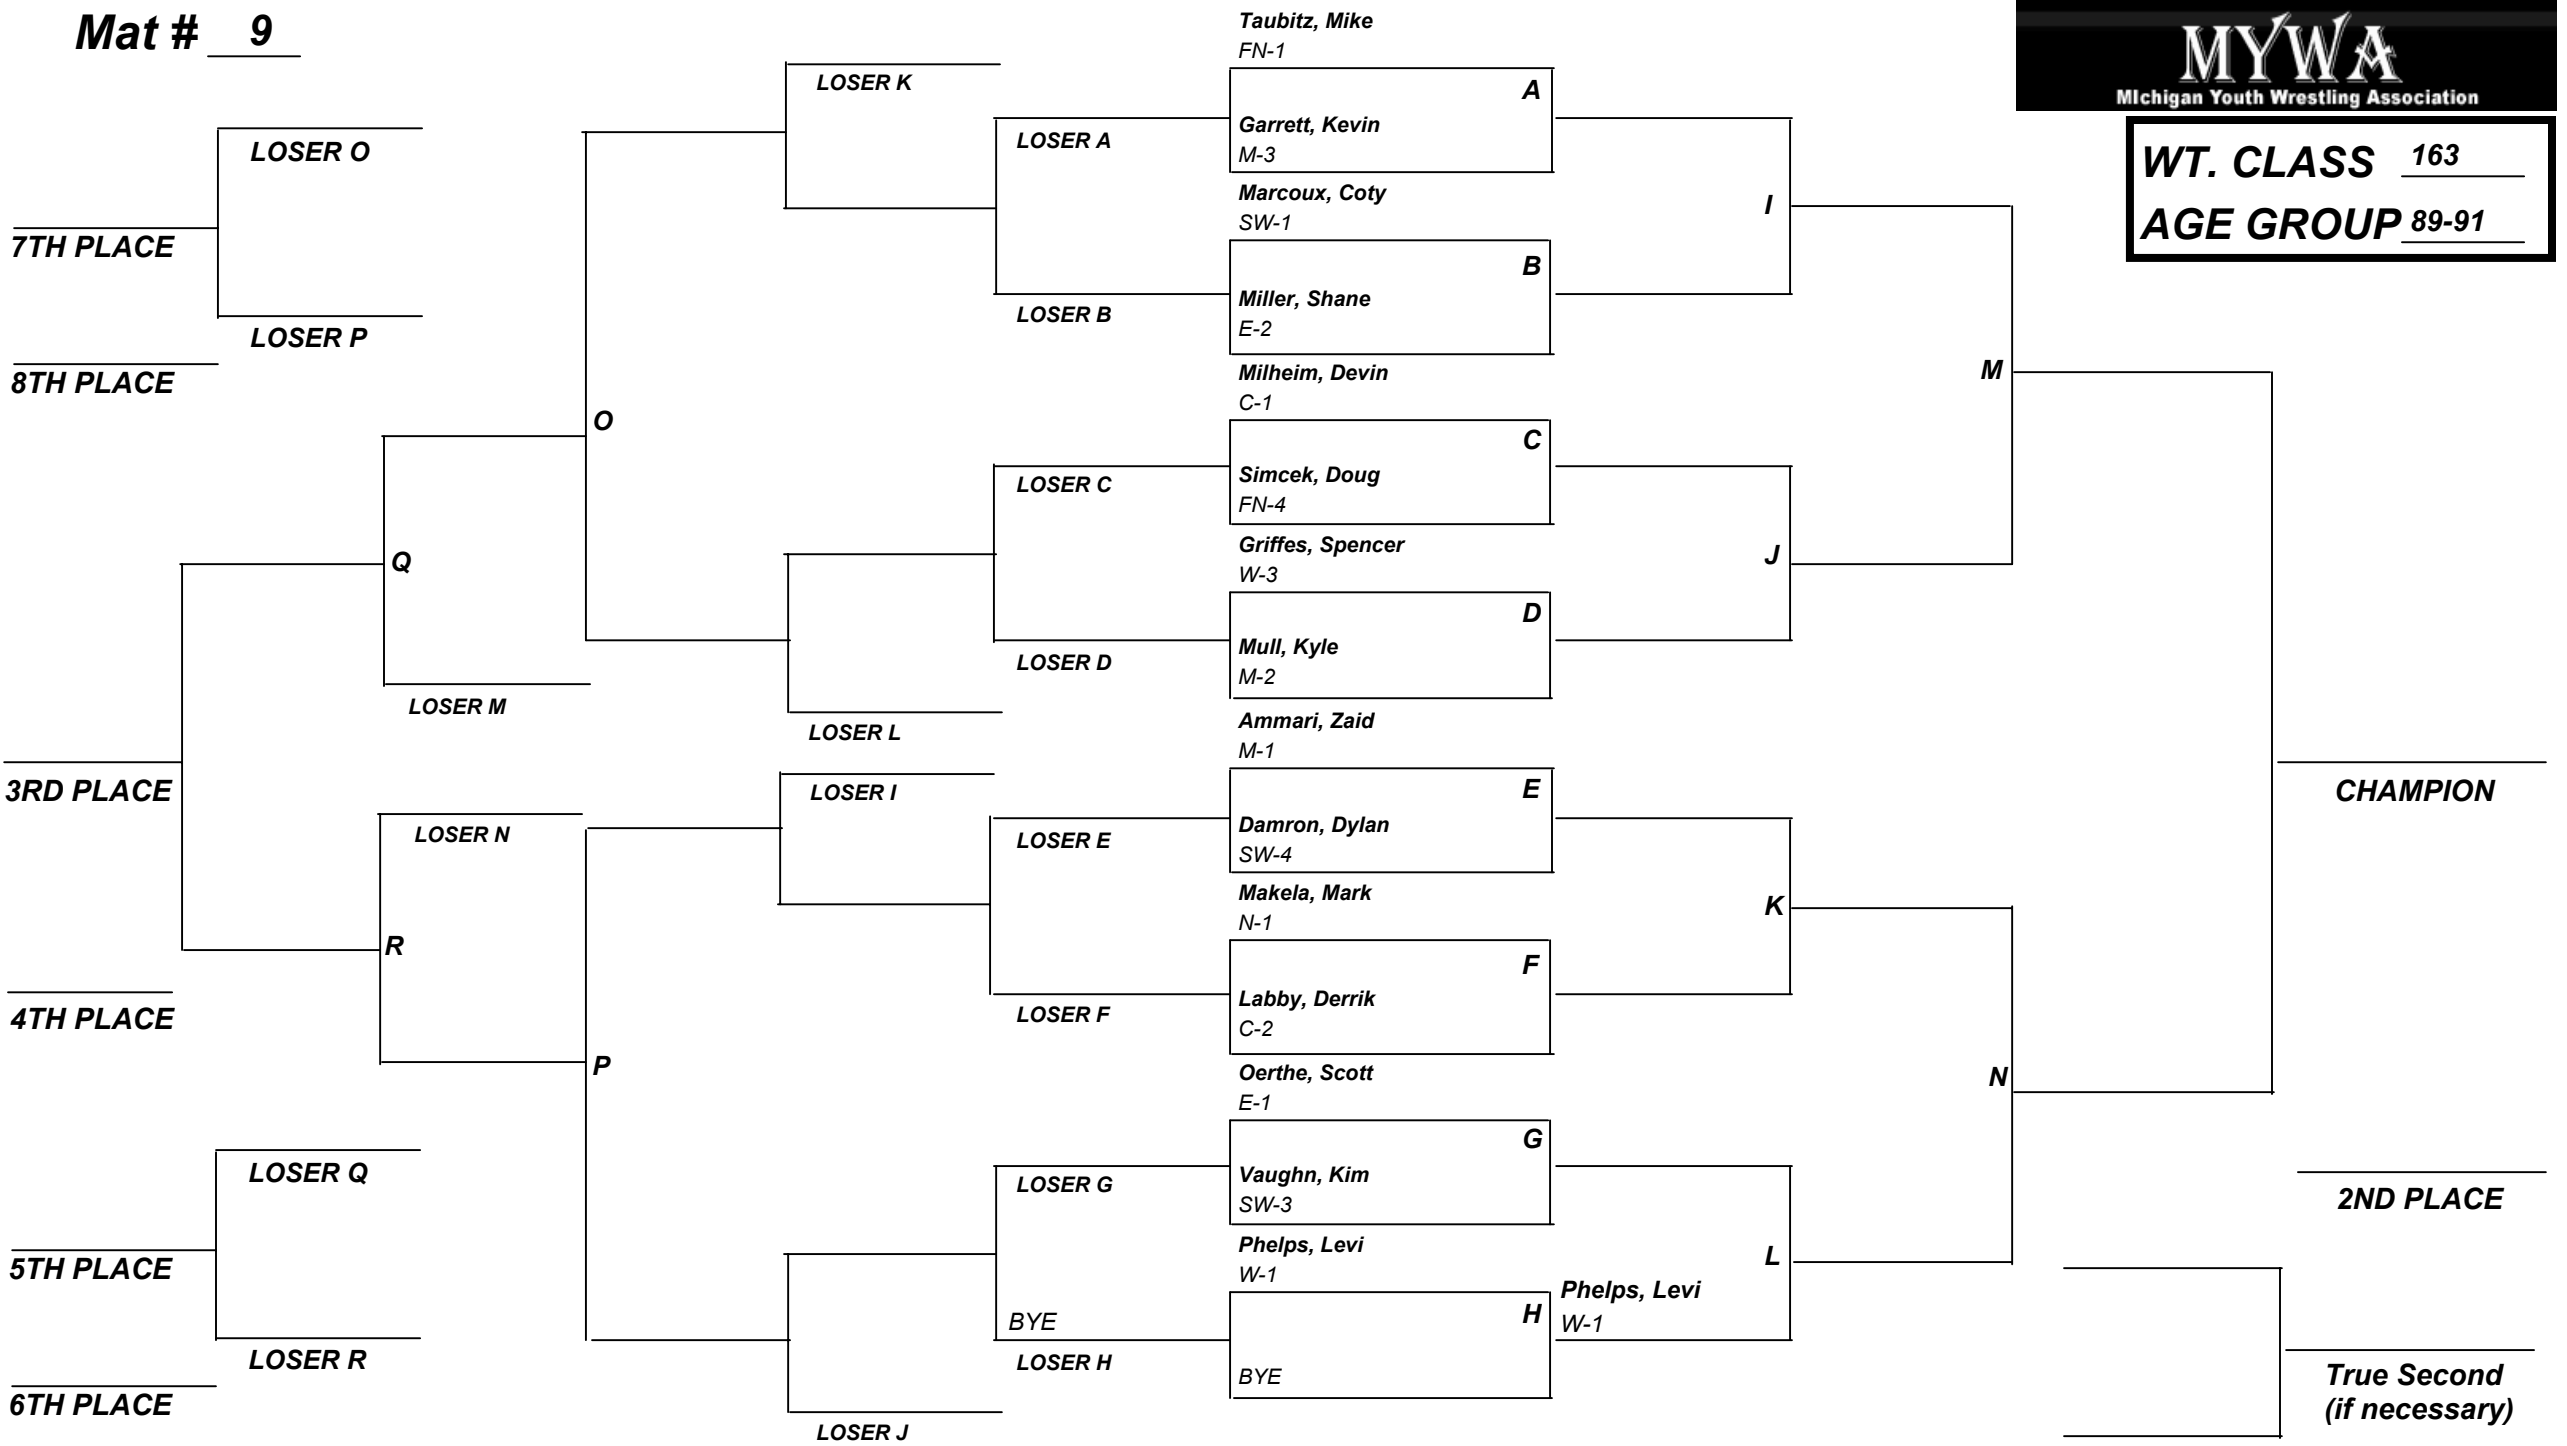 Mat # 9
MYWA
MIchigan Youth Wrestling Association
WT. CLASS 163
AGE GROUP 89-91
LOSER O
7TH PLACE
LOSER P
8TH PLACE
Q
LOSER M
3RD PLACE
LOSER N
R
4TH PLACE
LOSER Q
5TH PLACE
LOSER R
6TH PLACE
O
P
LOSER K
LOSER L
LOSER I
LOSER J
LOSER A
LOSER B
LOSER C
LOSER D
LOSER E
LOSER F
LOSER G
BYE
LOSER H
Taubitz, Mike
FN-1
A
Garrett, Kevin
M-3
Marcoux, Coty
SW-1
B
Miller, Shane
E-2
Milheim, Devin
C-1
C
Simcek, Doug
FN-4
Griffes, Spencer
W-3
D
Mull, Kyle
M-2
Ammari, Zaid
M-1
E
Damron, Dylan
SW-4
Makela, Mark
N-1
F
Labby, Derrik
C-2
Oerthe, Scott
E-1
G
Vaughn, Kim
SW-3
Phelps, Levi
W-1
H
BYE
I
J
K
L
Phelps, Levi
W-1
M
N
CHAMPION
2ND PLACE
True Second
(if necessary)